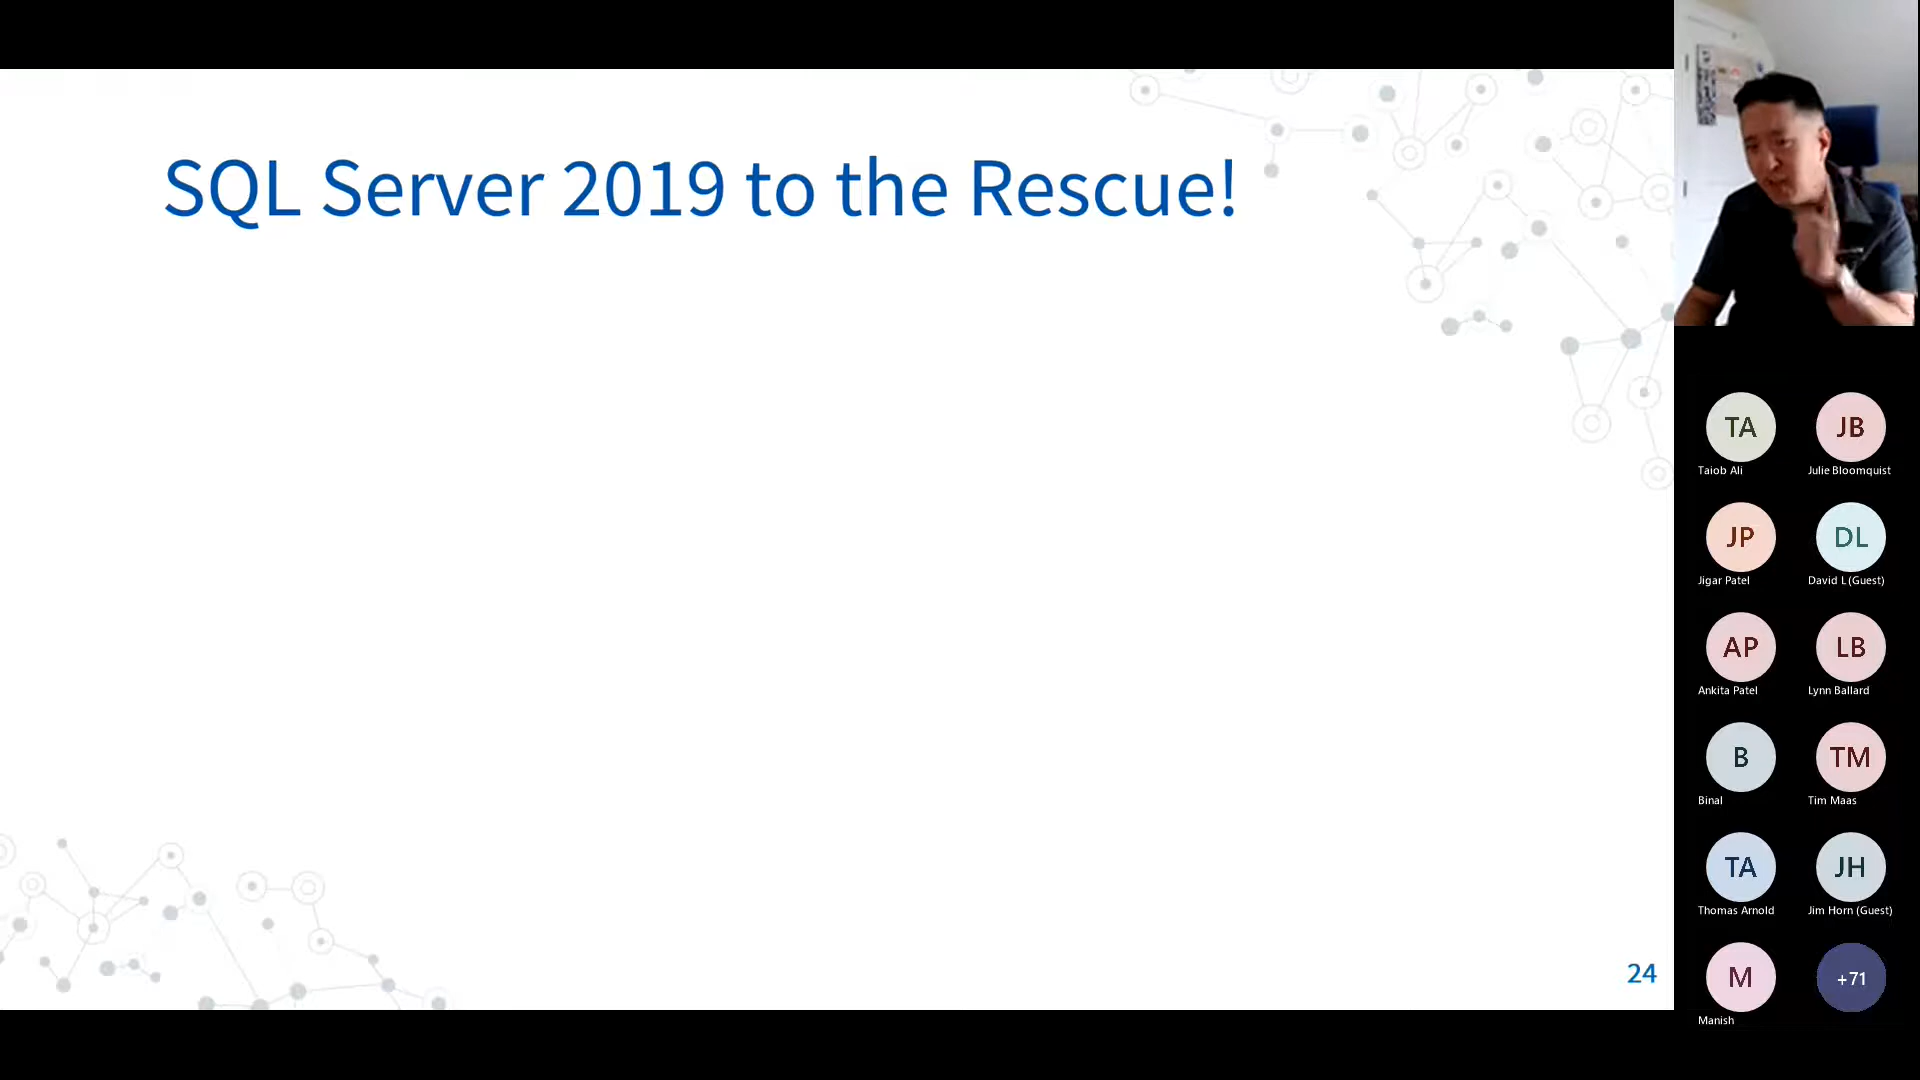 SQL Server 2019 to the Rescue!
24
TA
Taiob Ali
JB
Julie Bloomquist
JP
Jigar Patel
DL
David L (Guest)
AP
Ankita Patel
LB
Lynn Ballard
B
Binal
TM
Tim Maas
TA
Thomas Arnold
JH
Jim Horn (Guest)
M
Manish
+71